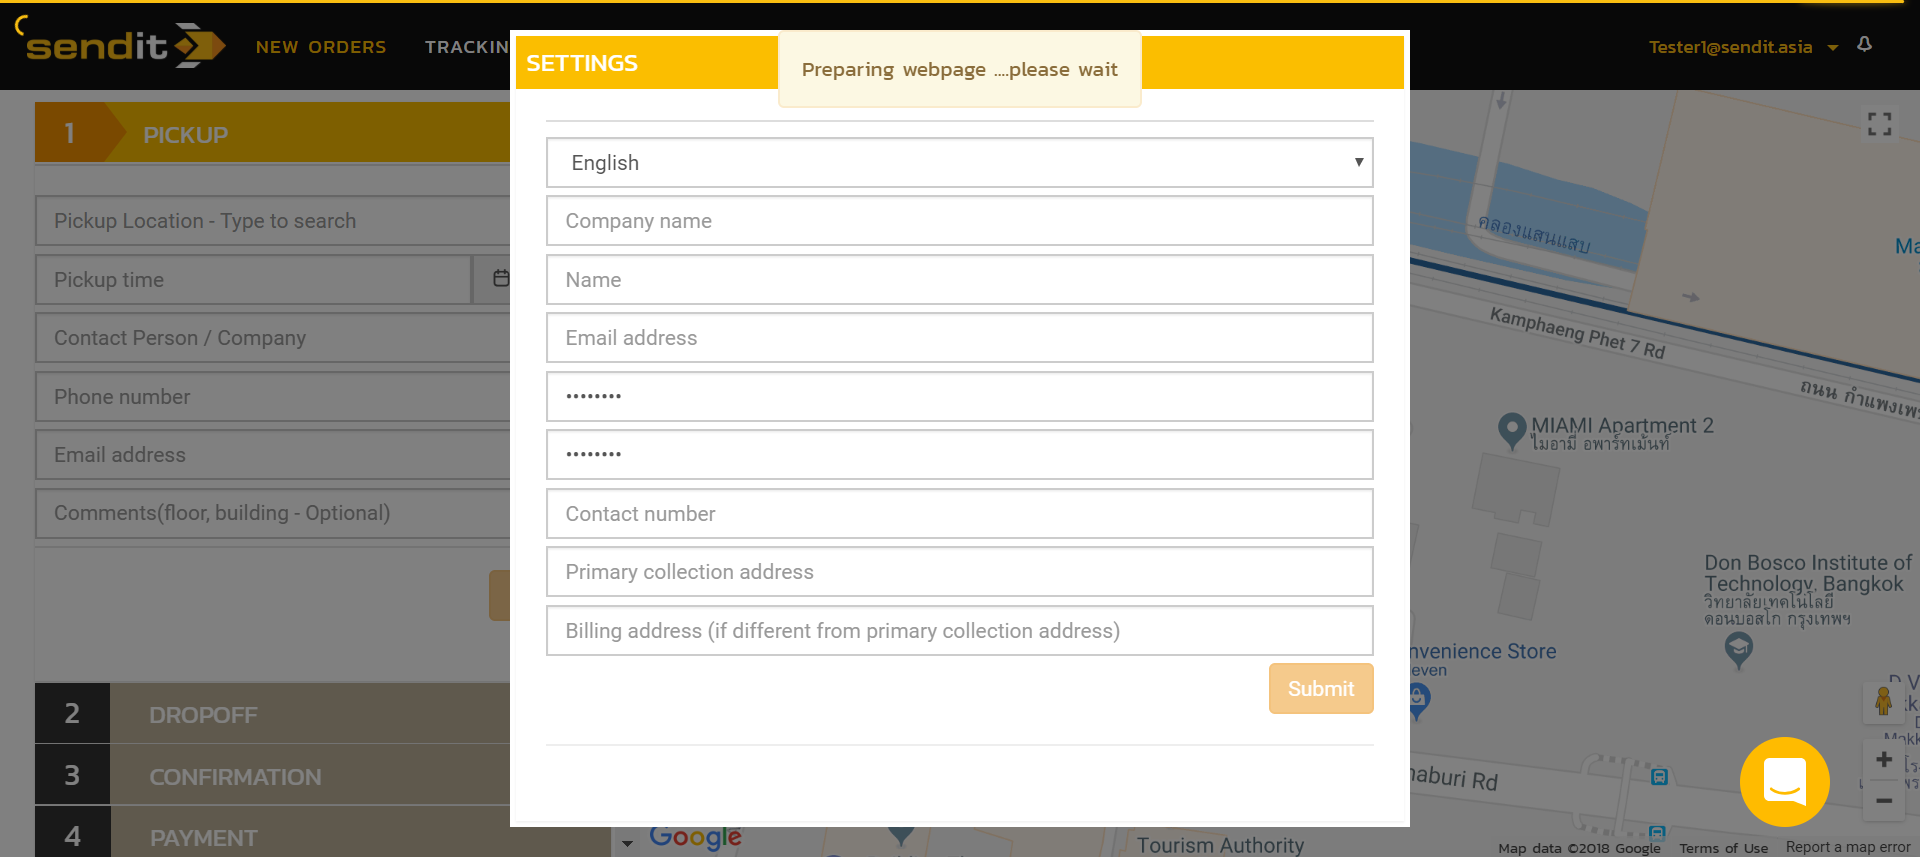 sendit
NEW ORDERS
TRACKIN
Tester1@sendit.asia
SETTINGS
Preparing webpage ....please wait
1
PICKUP
Pickup Location - Type to search
Pickup time
Contact Person / Company
Phone number
Email address
Comments(floor, building - Optional)
2
DROPOFF
3
CONFIRMATION
4
PAYMENT
English
Company name
Name
Email address
••••••••
••••••••
Contact number
Primary collection address
Billing address (if different from primary collection address)
Submit
คลองแสนแสบ
Ma
Kamphaeng Phet 7 Rd
ถนน กำแพงเพ
MIAMI Apartment 2
ไมอามี อพาร์ทเม้นท์
Don Bosco Institute of
Technology, Bangkok
วิทยาลัยเทคโนโลยี
ดอนบอสโก กรุงเทพฯ
nvenience Store
even
D V
Makk
+
−
naburi Rd
Google
Tourism Authority
Map data ©2018 Google
Terms of Use
Report a map error